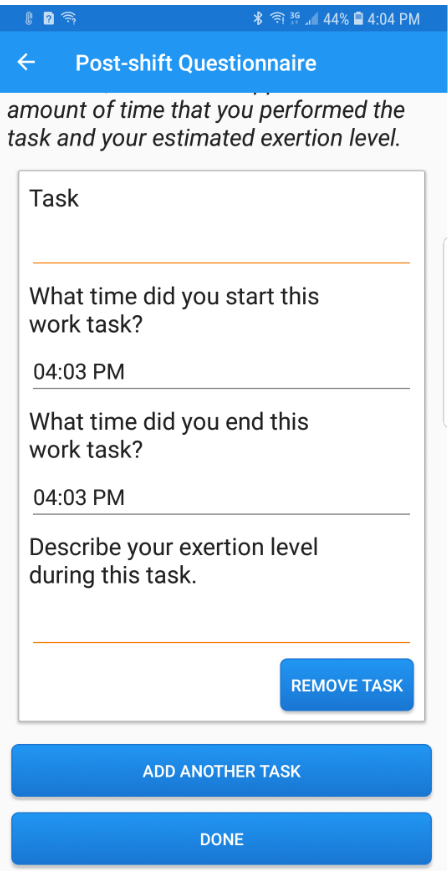 3G 44% 4:04 PM
Post-shift Questionnaire
amount of time that you performed the
task and your estimated exertion level.
Task
What time did you start this
work task?
04:03 PM
What time did you end this
work task?
04:03 PM
Describe your exertion level
during this task.
REMOVE TASK
ADD ANOTHER TASK
DONE